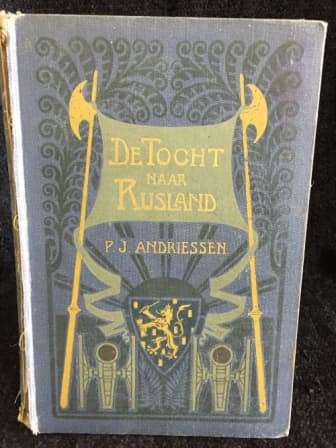 DE TOCHT
NAAR
RUSLAND
P. J. ANDRIESSEN.